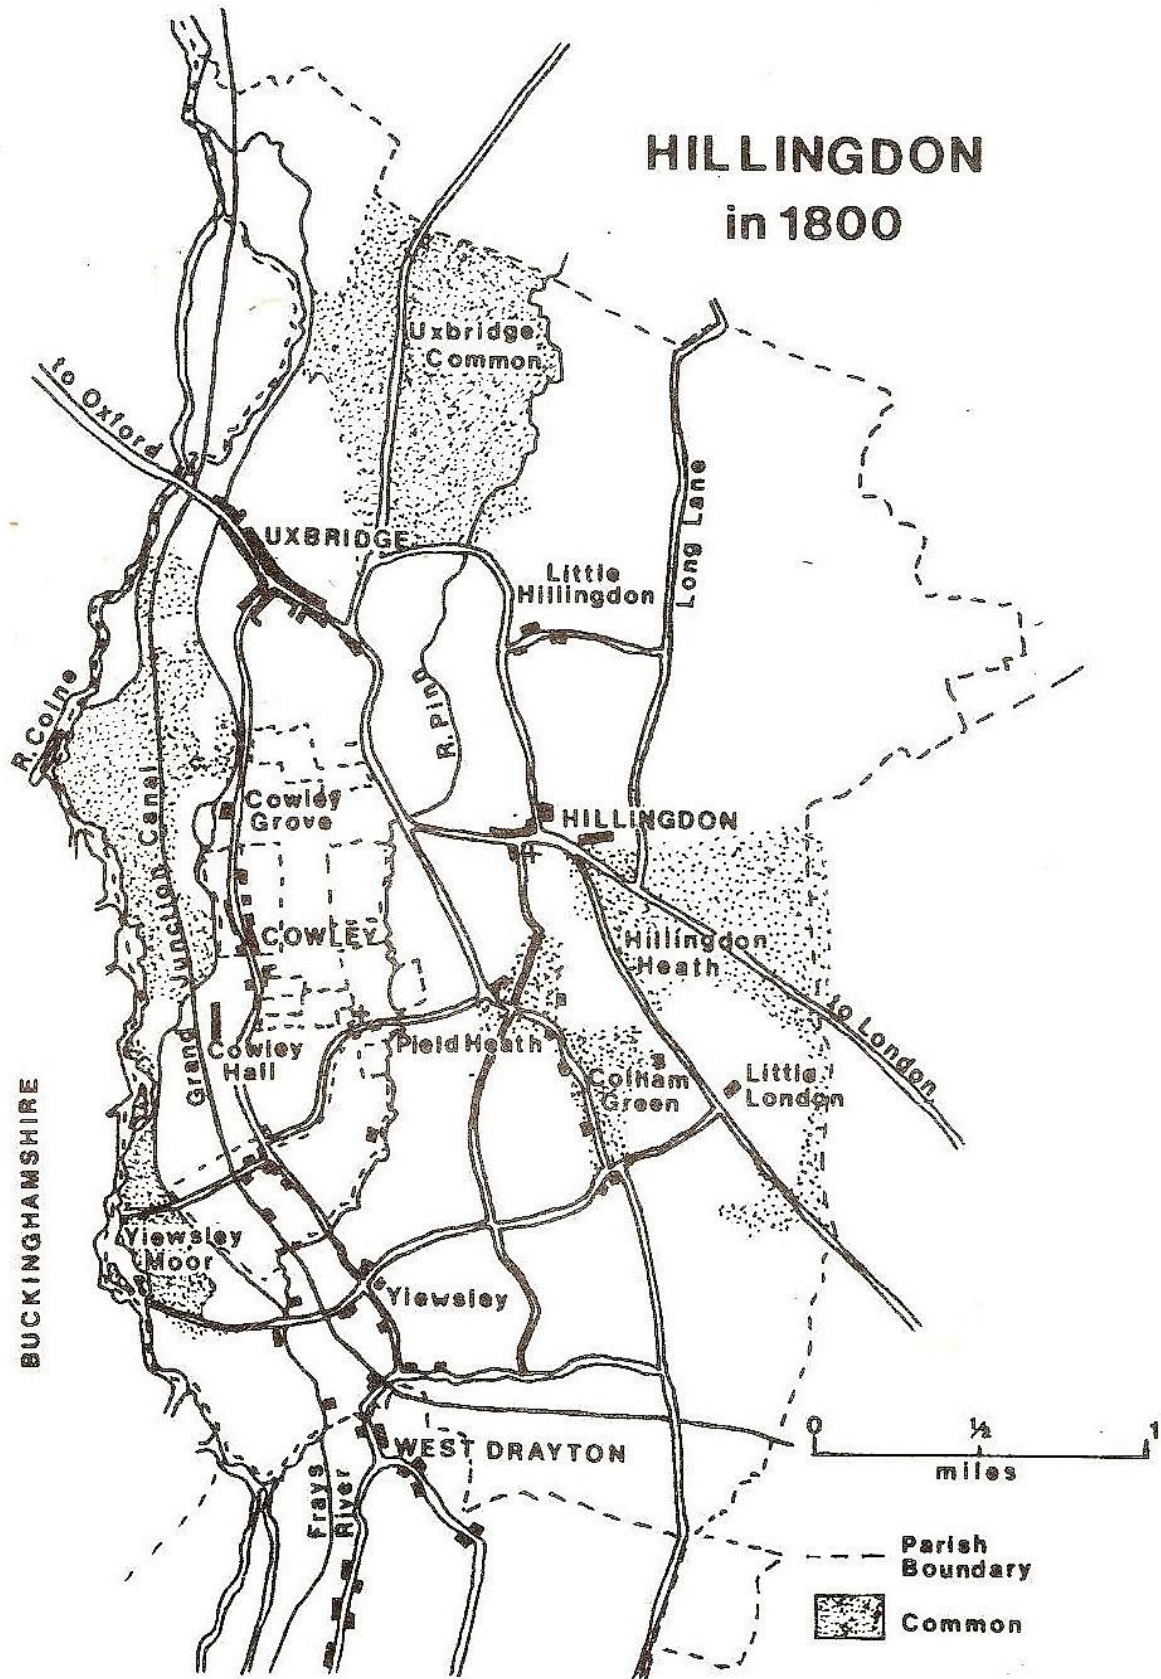 HILLINGDON
in 1800
Uxbridge
Common
to Oxford
UXBRIDGE
Little
Hillingdon
Long Lane
R. Colne
R. Pinn
Grand Junction Canal
Cowley
Grove
HILLINGDON
COWLEY
Hillingdon
Heath
to London
Cowley
Hall
Pield Heath
Colham
Green
Little
London
BUCKINGHAMSHIRE
Yiewsley
Moor
Yiewsley
WEST DRAYTON
Frays
River
0 ½ 1
miles
Parish
Boundary
Common